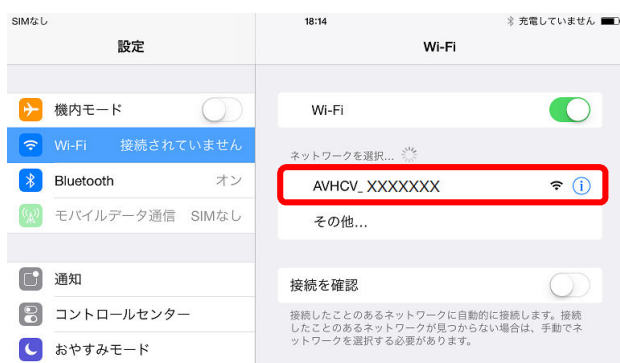 SIMなし 18:14 充電していません
設定 Wi-Fi
機内モード
Wi-Fi 接続されていません
Bluetooth オン
モバイルデータ通信 SIMなし
通知
コントロールセンター
おやすみモード
Wi-Fi
ネットワークを選択...
AVHCV_XXXXXXX
その他...
接続を確認
接続したことのあるネットワークに自動的に接続します。接続
したことのあるネットワークが見つからない場合は、手動でネ
ットワークを選択する必要があります。